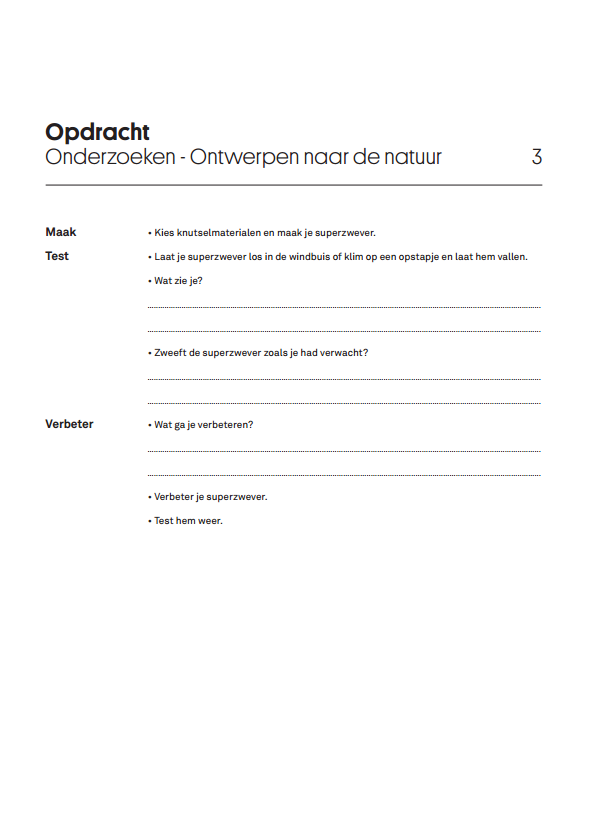 Opdracht
Onderzoeken - Ontwerpen naar de natuur 3
Maak • Kies knutselmaterialen en maak je superzwever.
Test • Laat je superzwever los in de windbuis of klim op een opstapje en laat hem vallen.
• Wat zie je?
• Zweeft de superzwever zoals je had verwacht?
Verbeter • Wat ga je verbeteren?
• Verbeter je superzwever.
• Test hem weer.